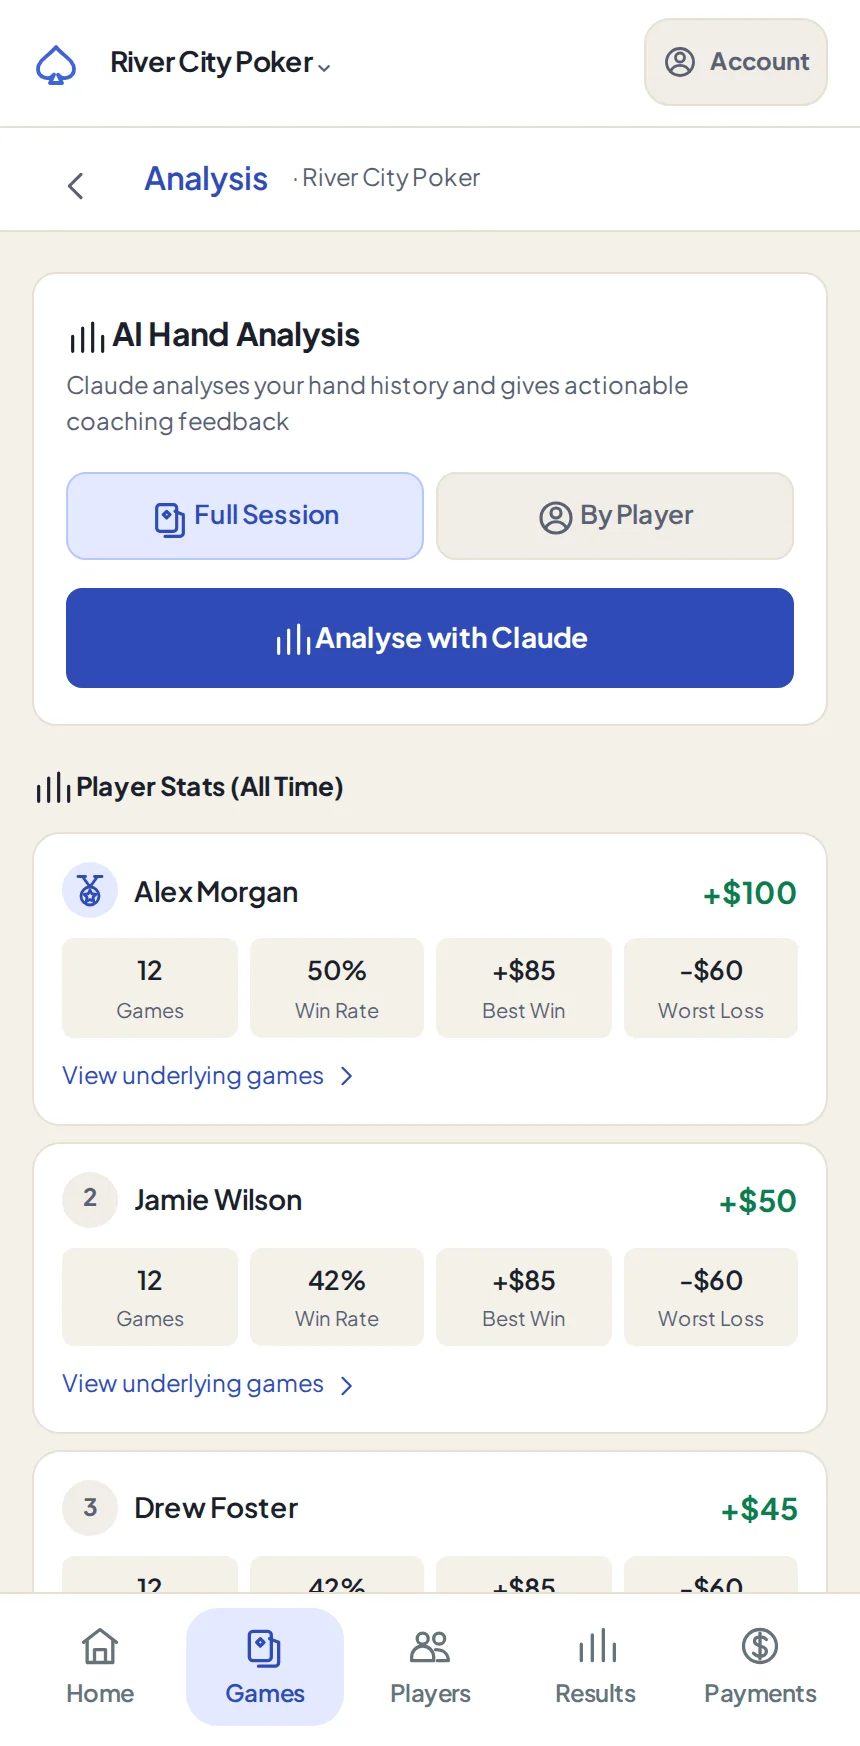 River City Poker
Account
Analysis · River City Poker
AI Hand Analysis
Claude analyses your hand history and gives actionable
coaching feedback
Full Session
By Player
Analyse with Claude
Player Stats (All Time)
Alex Morgan
+$100
12 50% +$85 -$60
Games Win Rate Best Win Worst Loss
View underlying games
2 Jamie Wilson
+$50
12 42% +$85 -$60
Games Win Rate Best Win Worst Loss
View underlying games
3 Drew Foster
+$45
12 42% +$85 -$60
Home Games Players Results Payments